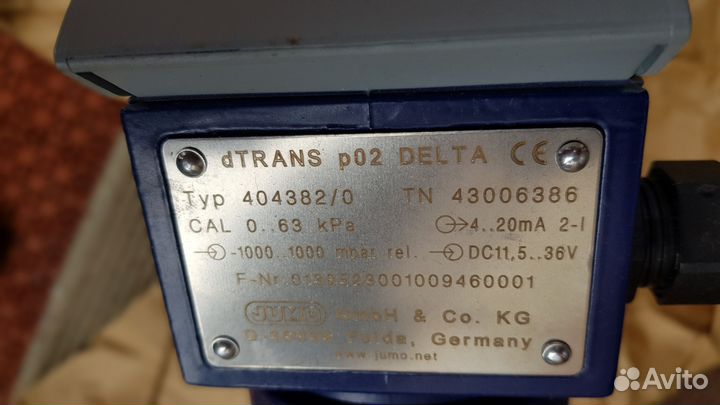 dTRANS p02 DELTA CE
Typ 404382/0 TN 43006386
CAL 0..63 kPa 4..20mA 2-l
-1000..1000 mbar rel. DC11,5..36V
F-Nr.
JUMO GmbH & Co. KG
Fulda, Germany
www.jumo.net
Avito